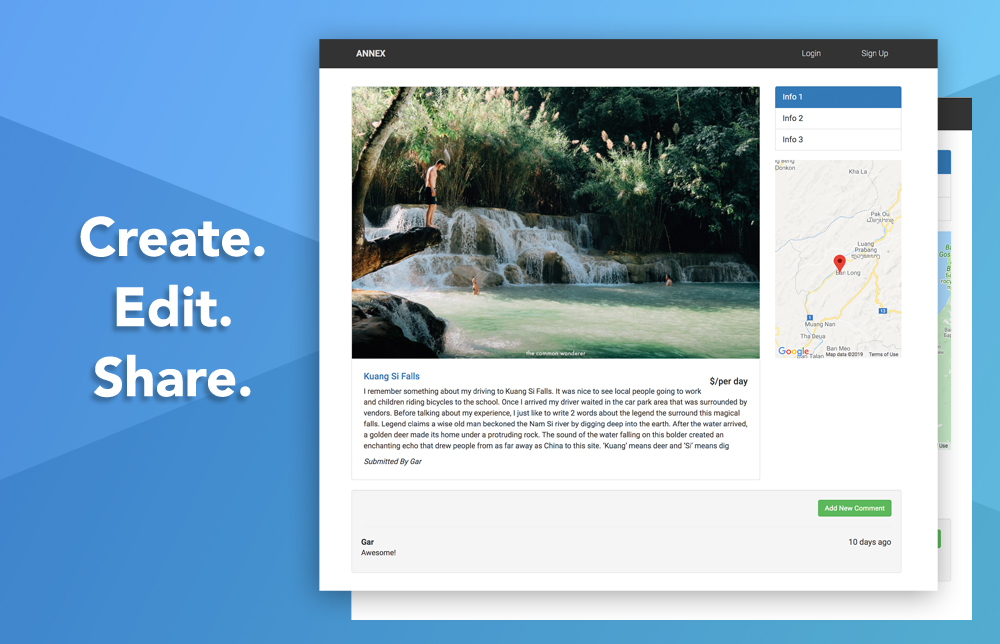 Create.
Edit.
Share.
ANNEX
Login
Sign Up
the common wanderer
Kuang Si Falls
$/per day
I remember something about my driving to Kuang Si Falls. It was nice to see local people going to work
and children riding bicycles to the school. Once I arrived my driver waited in the car park area that was surrounded by
vendors. Before talking about my experience, I just like to write 2 words about the legend the surround this magical
falls. Legend claims a wise old man beckoned the Nam Si river by digging deep into the earth. After the water arrived,
a golden deer made its home under a protruding rock. The sound of the water falling on this bolder created an
enchanting echo that drew people from as far away as China to this site. 'Kuang' means deer and 'Si' means dig
Submitted By Gar
Info 1
Info 2
Info 3
Donkon
Kha La
Pak Ou
Luang
Prabang
Ban Long
1
13
Muang Nan
Tha Deua
Ban Meo
Google
Map data ©2019
Terms of Use
Add New Comment
Gar
10 days ago
Awesome!
Use